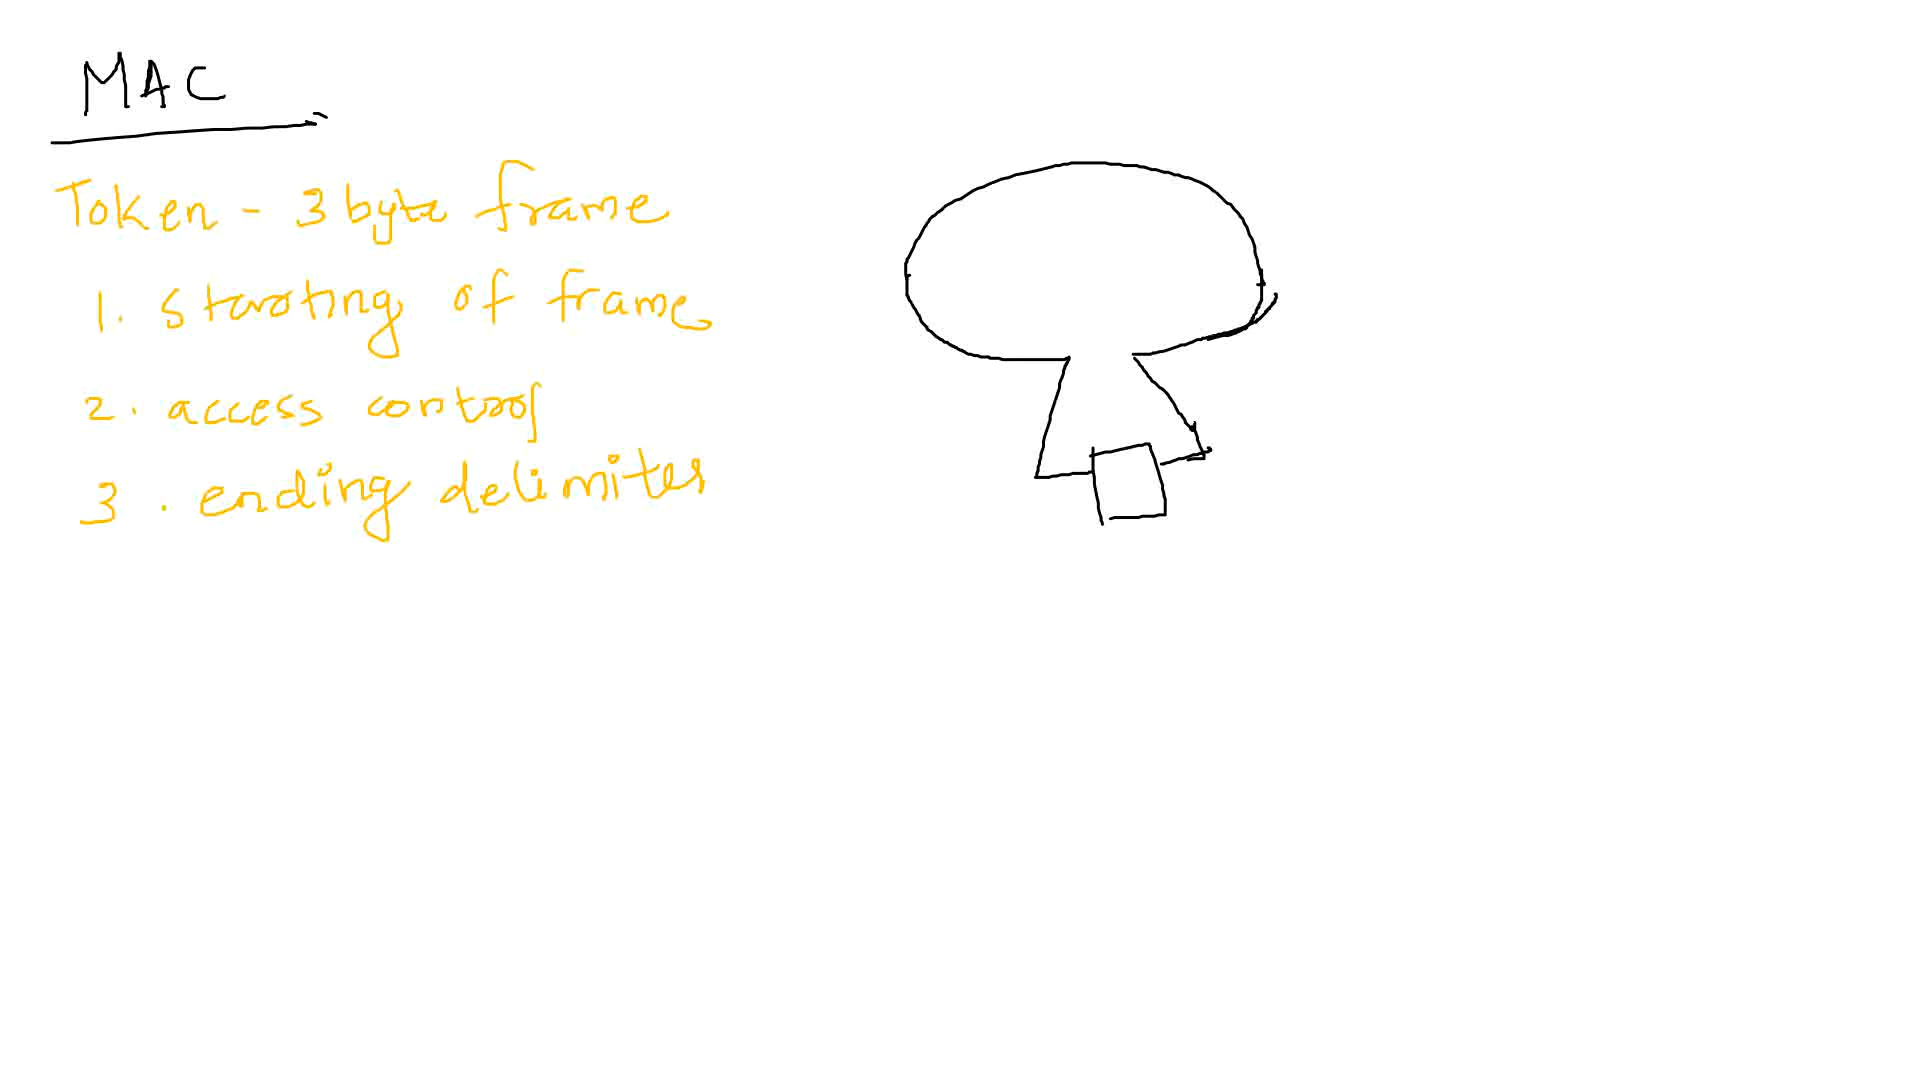 MAC
Token - 3 byte frame
1. starting of frame
2. access control
3. ending delimiter